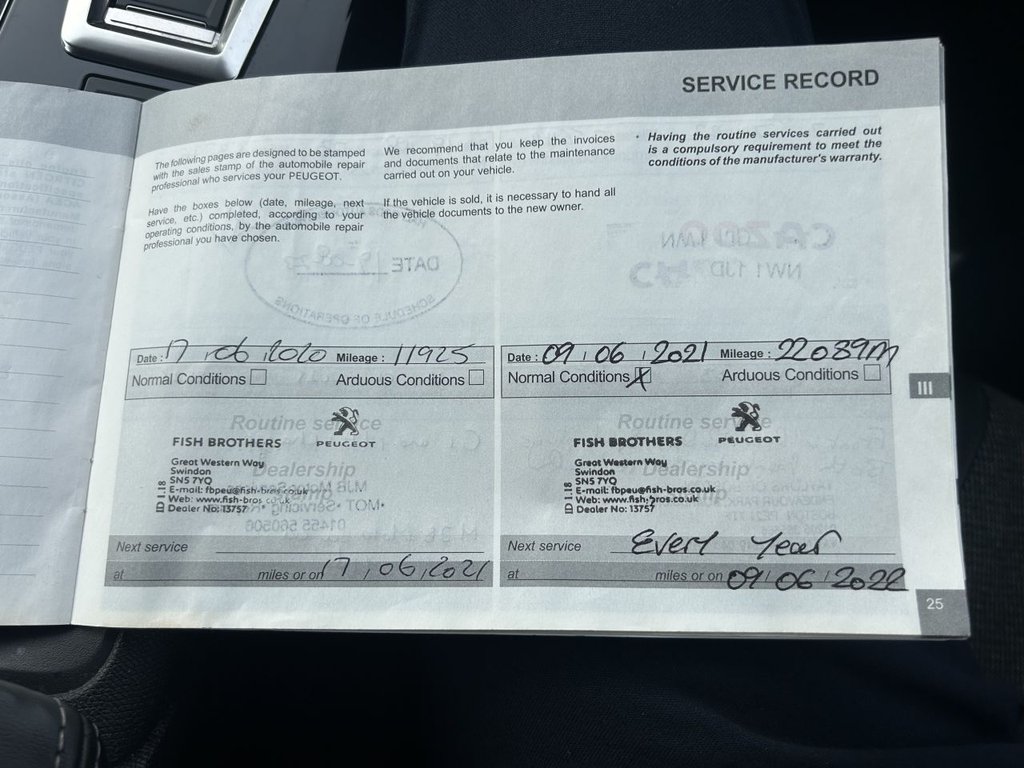 SERVICE RECORD
The following pages are designed to be stamped
with the sales stamp of the automobile repair
professional who services your PEUGEOT.
Have the boxes below (date, mileage, next
service, etc.) completed, according to your
operating conditions, by the automobile repair
professional you have chosen.
We recommend that you keep the invoices
and documents that relate to the maintenance
carried out on your vehicle.
If the vehicle is sold, it is necessary to hand all
the vehicle documents to the new owner.
• Having the routine services carried out
is a compulsory requirement to meet the
conditions of the manufacturer's warranty.
Date : 17 06 2020 Mileage : 11925
Normal Conditions Arduous Conditions
Routine service
PEUGEOT
FISH BROTHERS
Great Western Way
Dealership
Swindon
SN5 7YQ
E-mail: fbpeu@fish-bros.co.uk
Web: www.fish-bros.co.uk
Dealer No: 13757
ID 1.18
Next service
at miles or on 17 / 06 / 2021
Date : 09 / 06 / 2021 Mileage : 22089m
Normal Conditions X Arduous Conditions
Routine service
PEUGEOT
FISH BROTHERS
Great Western Way
Dealership
Swindon
SN5 7YQ
E-mail: fbpeu@fish-bros.co.uk
Web: www.fish-bros.co.uk
Dealer No: 13757
ID 1.18
Next service Every Year
at miles or on 09 / 06 / 2022
III
25